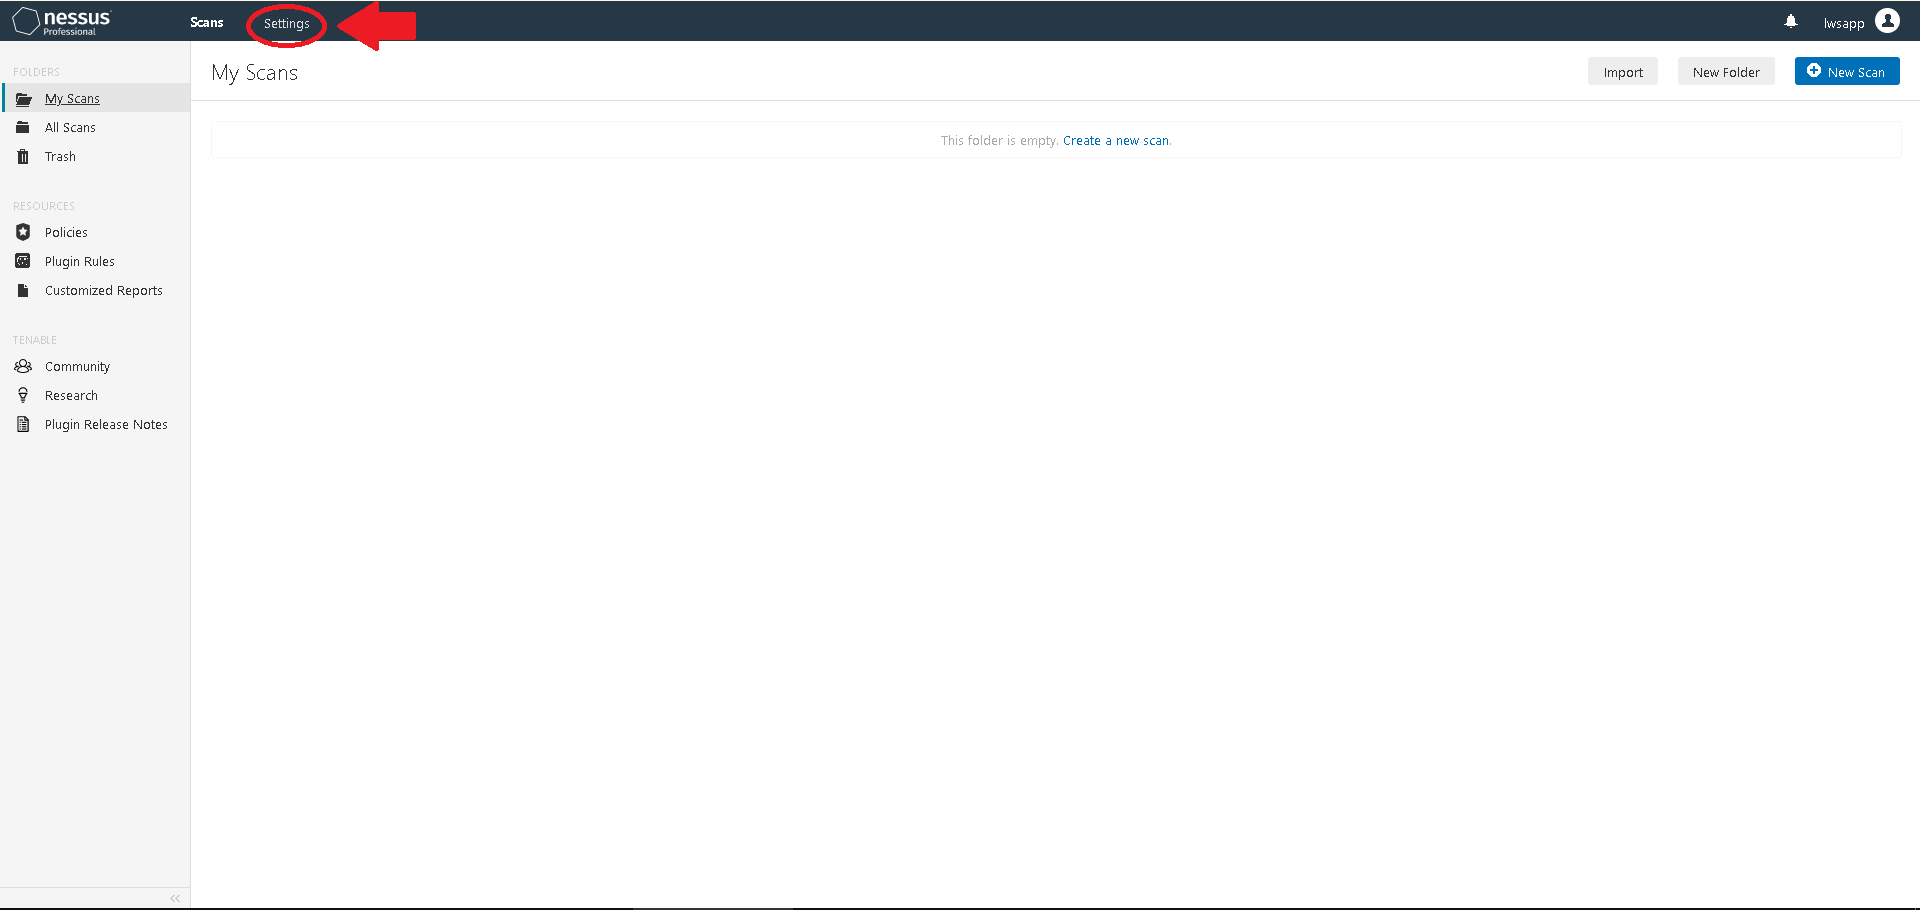 nessus
Professional
Scans
Settings
lwsapp
FOLDERS
My Scans
All Scans
Trash
RESOURCES
Policies
Plugin Rules
Customized Reports
TENABLE
Community
Research
Plugin Release Notes
My Scans
Import
New Folder
New Scan
This folder is empty. Create a new scan.